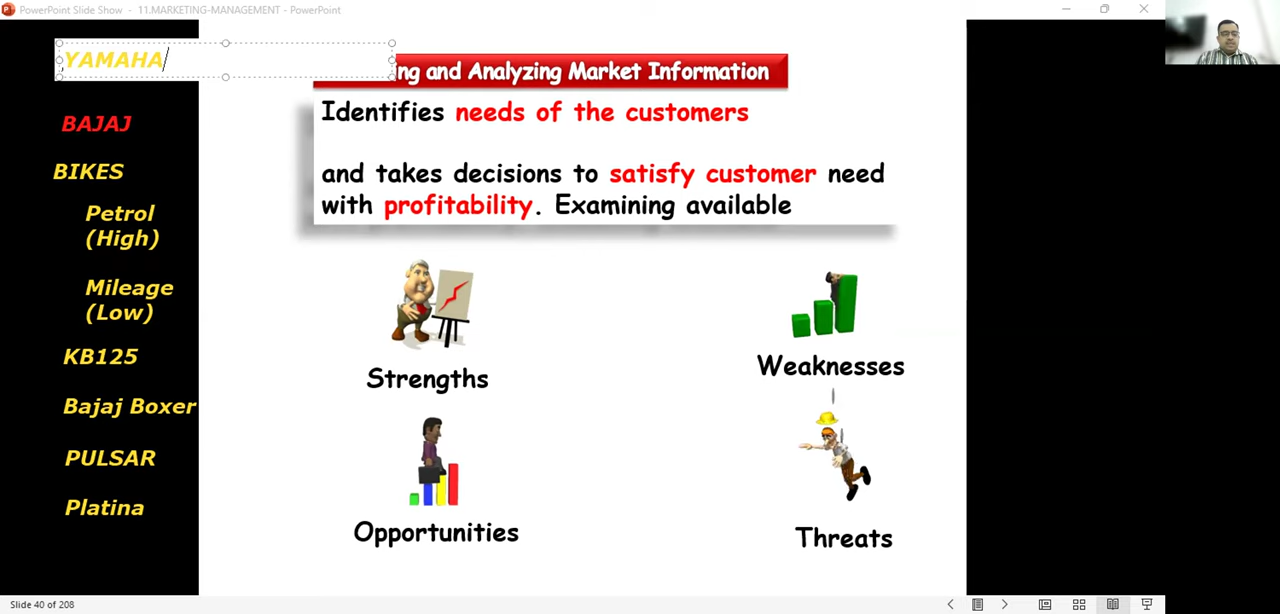 PowerPoint Slide Show - 11.MARKETING-MANAGEMENT - PowerPoint
YAMAHA
ing and Analyzing Market Information
Identifies needs of the customers
and takes decisions to satisfy customer need
with profitability. Examining available
BAJAJ
BIKES
Petrol
(High)
Mileage
(Low)
KB125
Bajaj Boxer
PULSAR
Platina
Strengths
Weaknesses
Opportunities
Threats
Slide 40 of 208